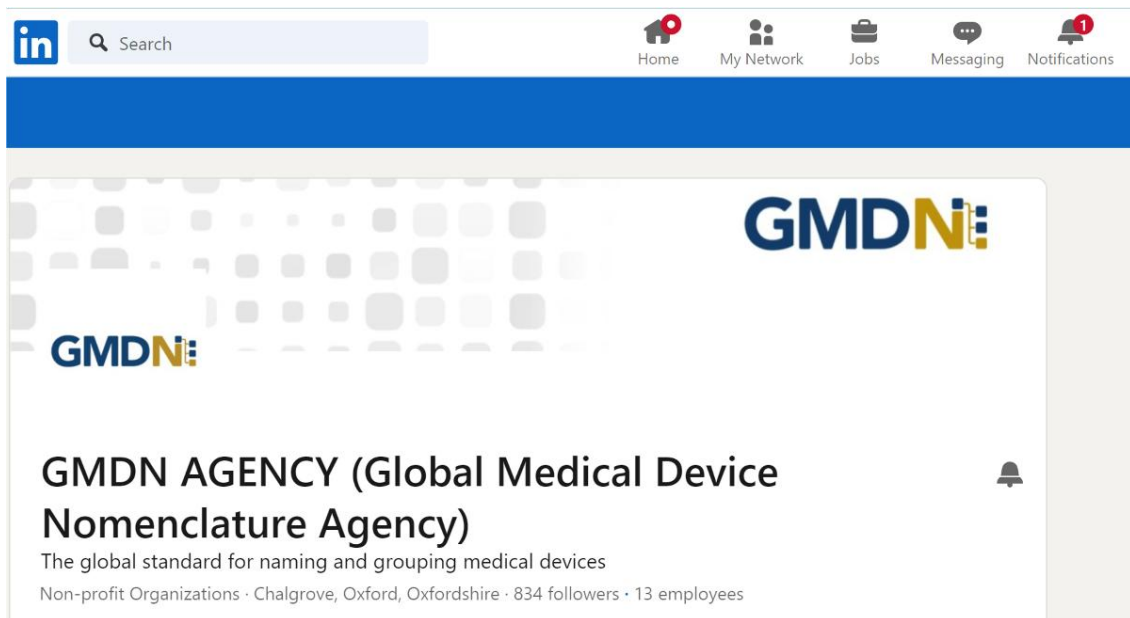 in
Search
Home
My Network
Jobs
Messaging
1
Notifications
GMDN
GMDN
GMDN AGENCY (Global Medical Device
Nomenclature Agency)
The global standard for naming and grouping medical devices
Non-profit Organizations · Chalgrove, Oxford, Oxfordshire · 834 followers · 13 employees